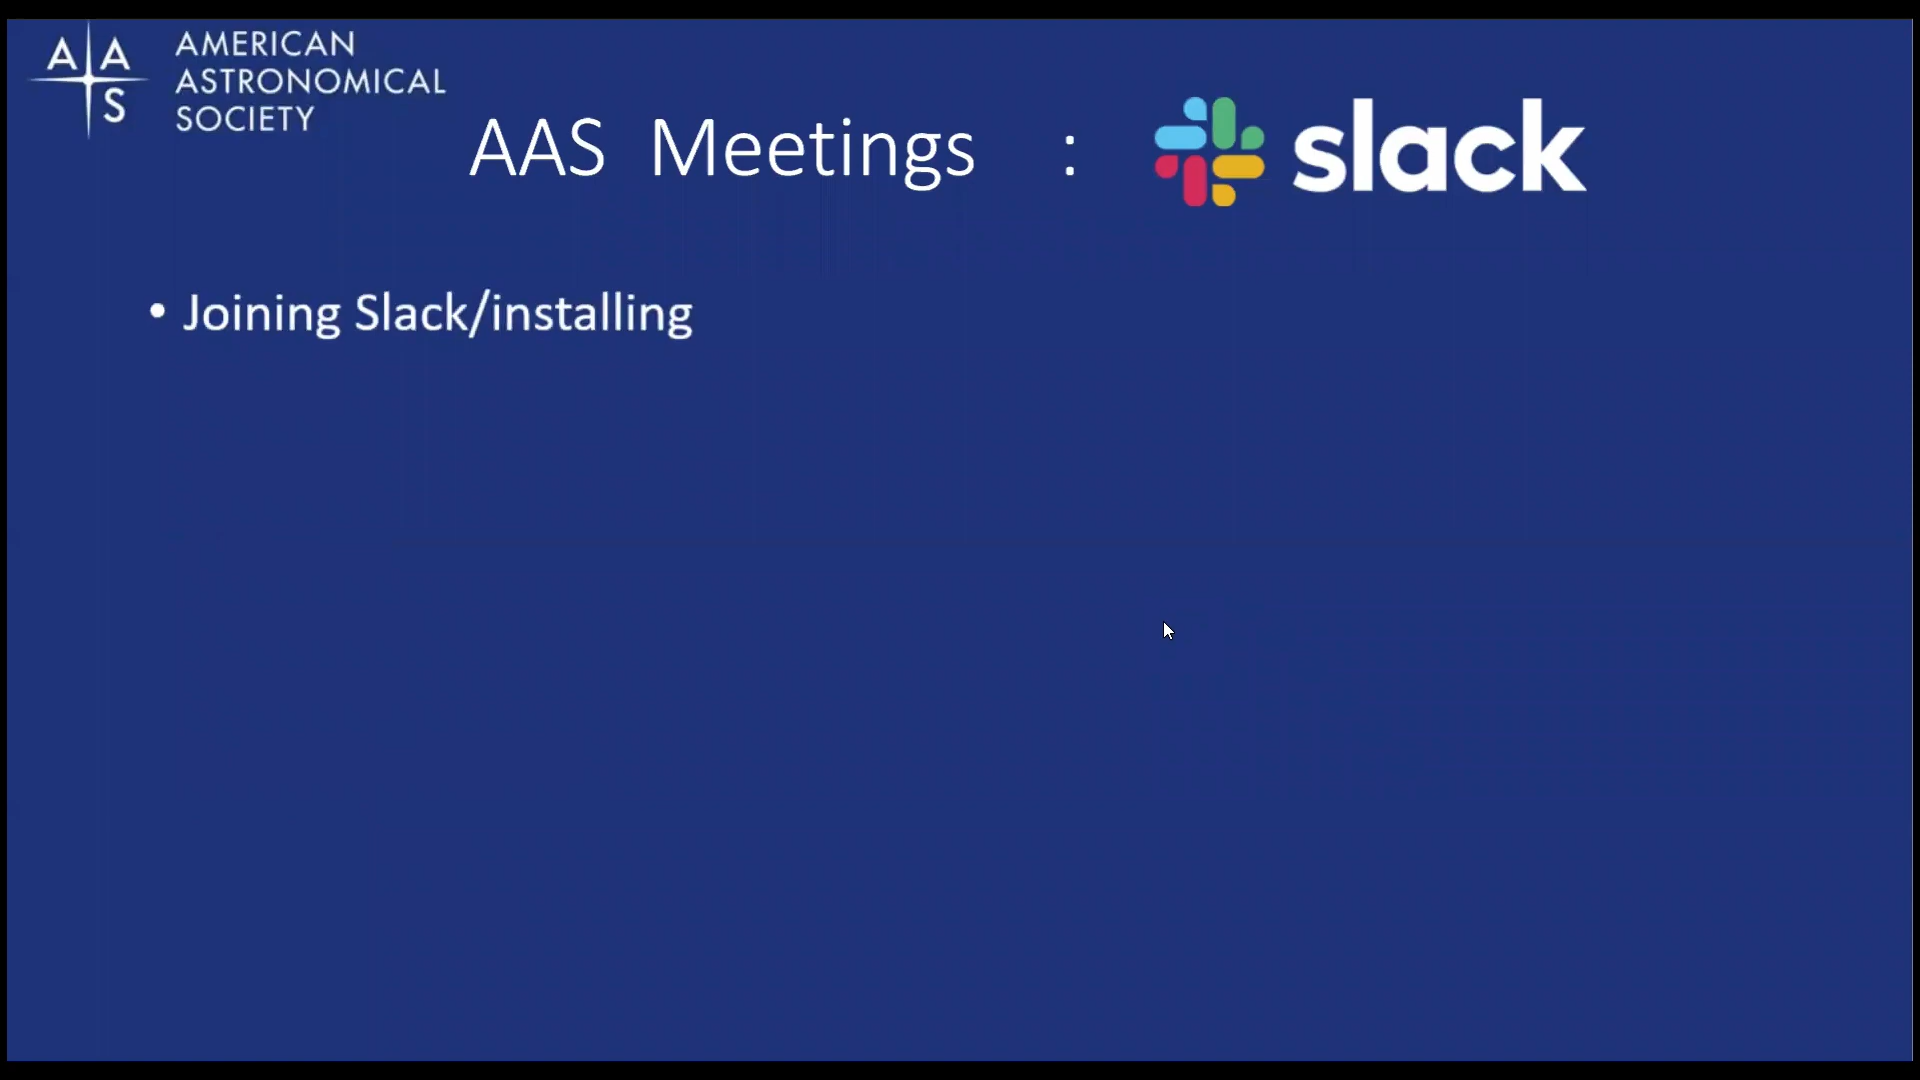 A A
S
AMERICAN
ASTRONOMICAL
SOCIETY
AAS Meetings : slack
• Joining Slack/installing